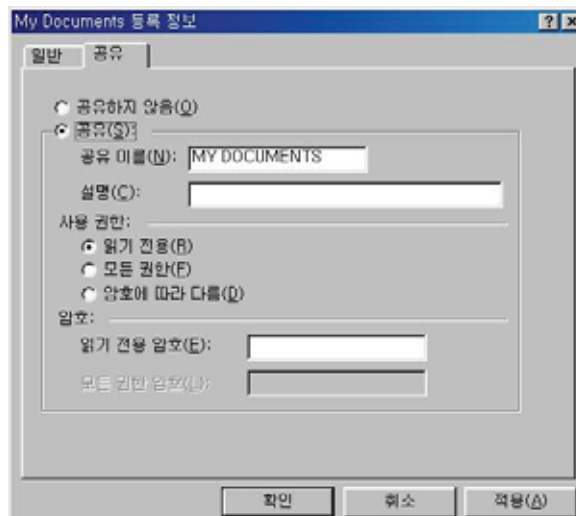 My Documents 등록 정보
일반 공유
공유하지 않음(O)
공유(S):
공유 이름(N): MY DOCUMENTS
설명(C):
사용 권한:
읽기 전용(R)
모든 권한(F)
암호에 따라 다름(D)
암호:
읽기 전용 암호(E):
모든 권한 암호(L):
확인 취소 적용(A)